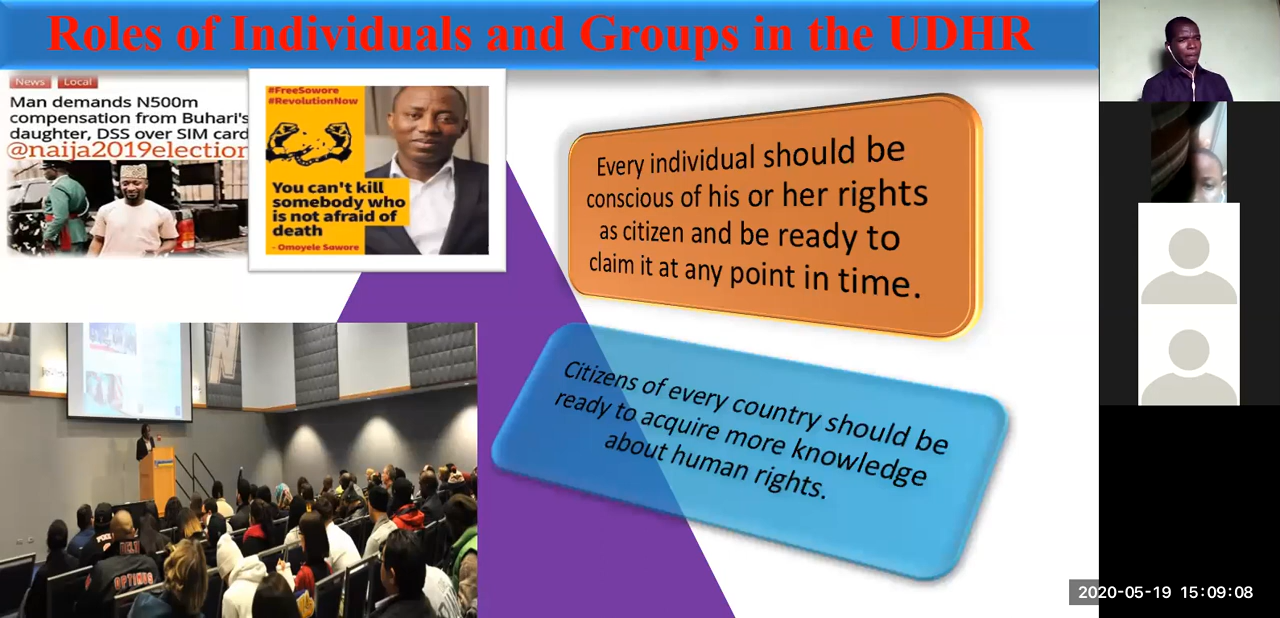 Roles of Individuals and Groups in the UDHR
News Local
Man demands N500m
compensation from Buhari's
daughter, DSS over SIM card
@naija2019election
#FreeSowore
#RevolutionNow
You can't kill
somebody who
is not afraid of
death
- Omoyele Sowore
Every individual should be
conscious of his or her rights
as citizen and be ready to
claim it at any point in time.
Citizens of every country should be
ready to acquire more knowledge
about human rights.
OPTIMUS
2020-05-19 15:09:08